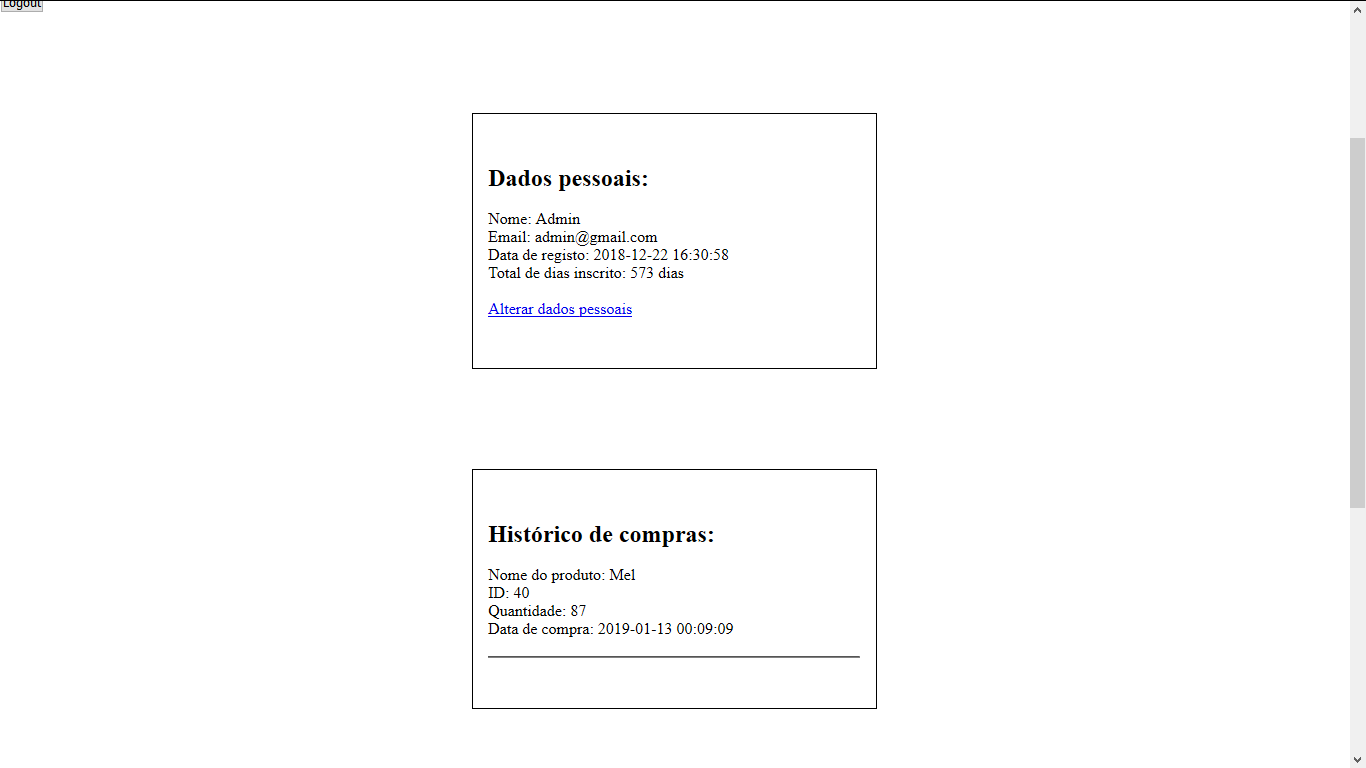 Logout
Dados pessoais:
Nome: Admin
Email: admin@gmail.com
Data de registo: 2018-12-22 16:30:58
Total de dias inscrito: 573 dias
Alterar dados pessoais
Histórico de compras:
Nome do produto: Mel
ID: 40
Quantidade: 87
Data de compra: 2019-01-13 00:09:09